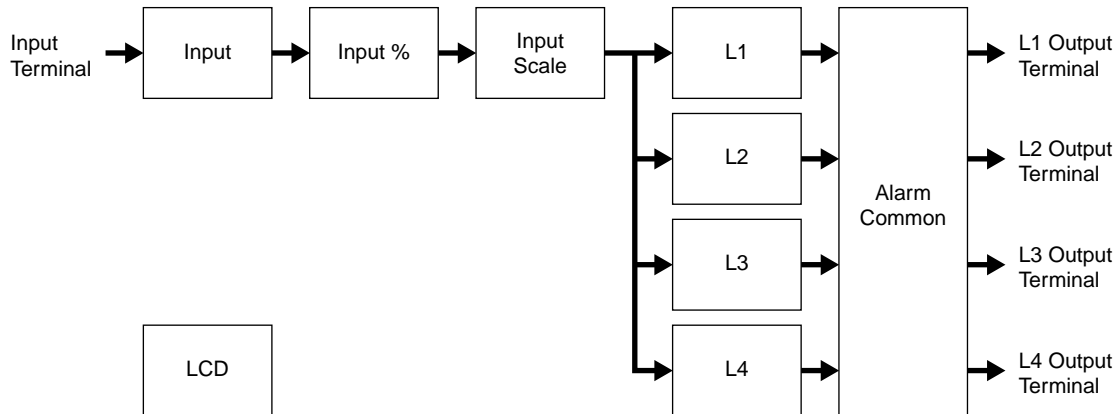 Input
Terminal
Input
Input %
Input
Scale
L1
L1 Output
Terminal
L2
L2 Output
Terminal
Alarm
Common
L3
L3 Output
Terminal
LCD
L4
L4 Output
Terminal